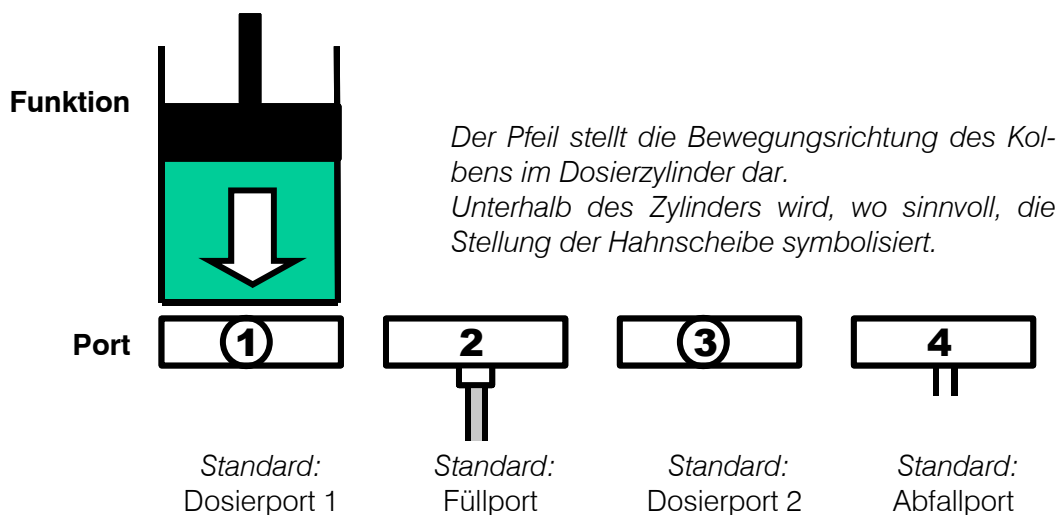 Funktion
Der Pfeil stellt die Bewegungsrichtung des Kol-
bens im Dosierzylinder dar.
Unterhalb des Zylinders wird, wo sinnvoll, die
Stellung der Hahnscheibe symbolisiert.
Port 1 2 3 4
Standard: Standard: Standard: Standard:
Dosierport 1 Füllport Dosierport 2 Abfallport